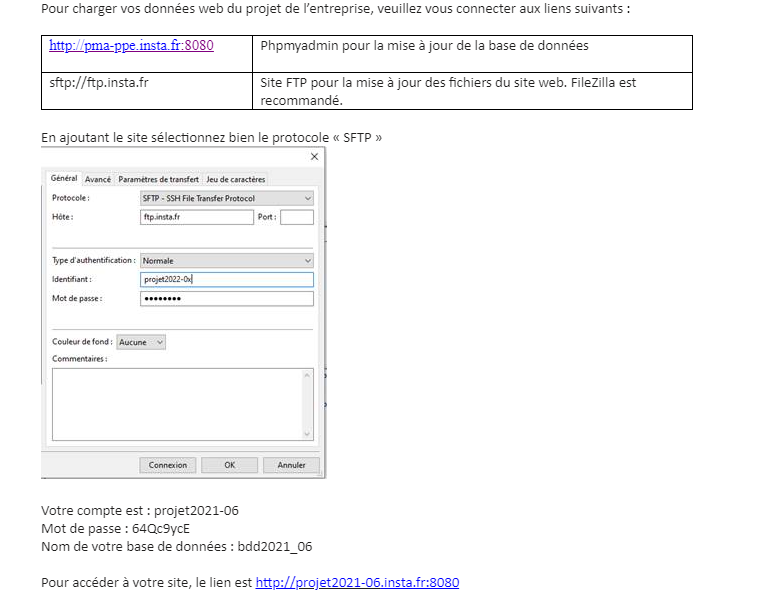 Pour charger vos données web du projet de l'entreprise, veuillez vous connecter aux liens suivants :
http://pma-ppe.insta.fr:8080 Phpmyadmin pour la mise à jour de la base de données
sftp://ftp.insta.fr Site FTP pour la mise à jour des fichiers du site web. FileZilla est
recommandé.
En ajoutant le site sélectionnez bien le protocole « SFTP »
Général Avancé Paramètres de transfert Jeu de caractères
Protocole : SFTP - SSH File Transfer Protocol
Hôte : ftp.insta.fr Port :
Type d'authentification : Normale
Identifiant : projet2022-0x
Mot de passe : ••••••••
Couleur de fond : Aucune
Commentaires :
Connexion OK Annuler
Votre compte est : projet2021-06
Mot de passe : 64Qc9ycE
Nom de votre base de données : bdd2021_06
Pour accéder à votre site, le lien est http://projet2021-06.insta.fr:8080